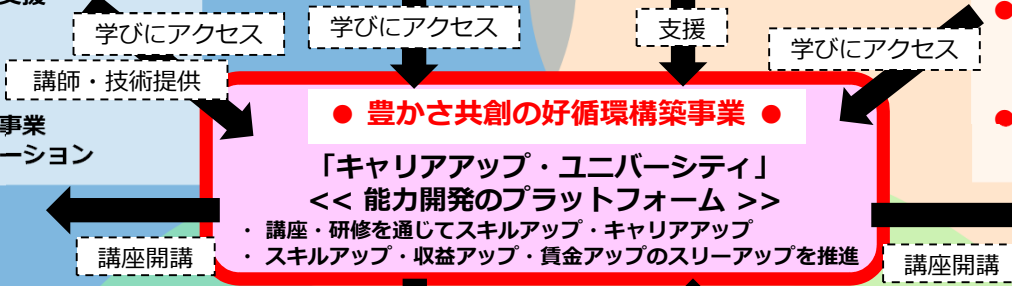 支援
学びにアクセス
学びにアクセス
支援
学びにアクセス
講師・技術提供
事業
ーション
● 豊かさ共創の好循環構築事業 ●
「キャリアアップ・ユニバーシティ」
<< 能力開発のプラットフォーム >>
・ 講座・研修を通じてスキルアップ・キャリアアップ
・ スキルアップ・収益アップ・賃金アップのスリーアップを推進
講座開講
講座開講